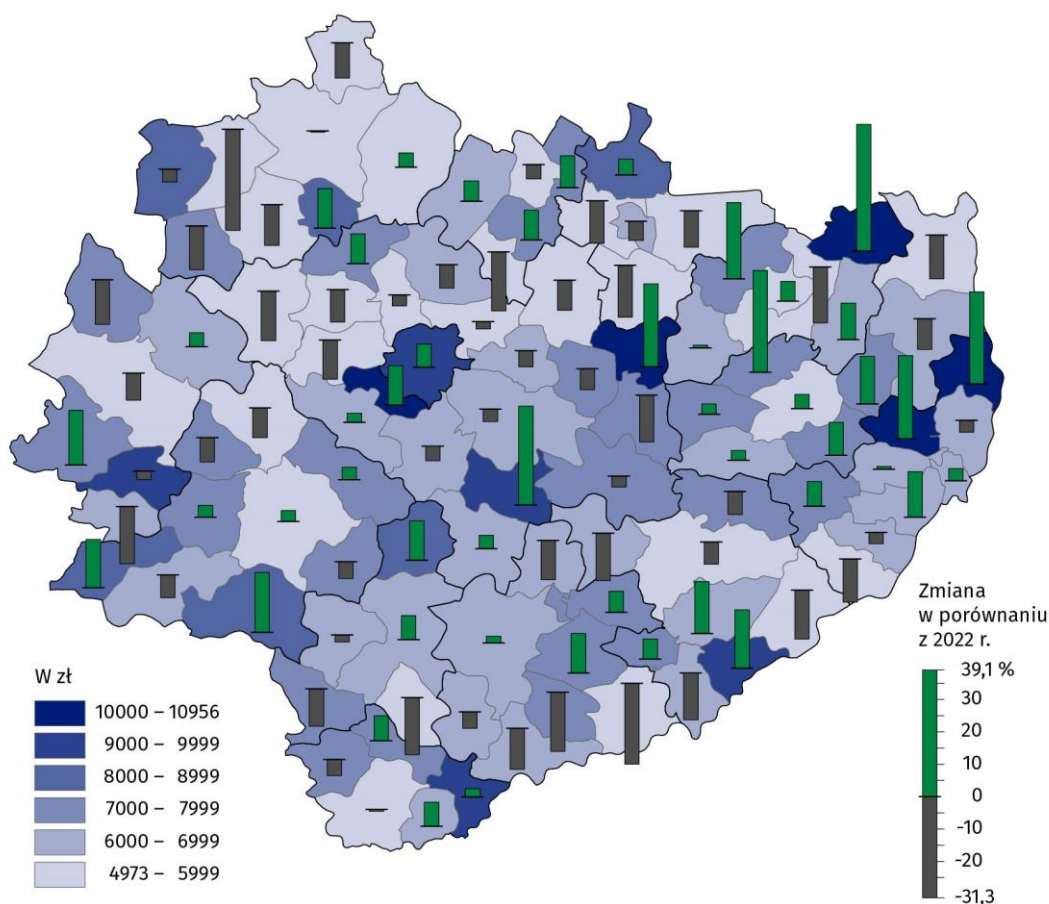 Zmiana
w porównaniu
z 2022 r.
39,1 %
30
20
10
0
-10
-20
-31,3
W zł
10000 – 10956
9000 – 9999
8000 – 8999
7000 – 7999
6000 – 6999
4973 – 5999